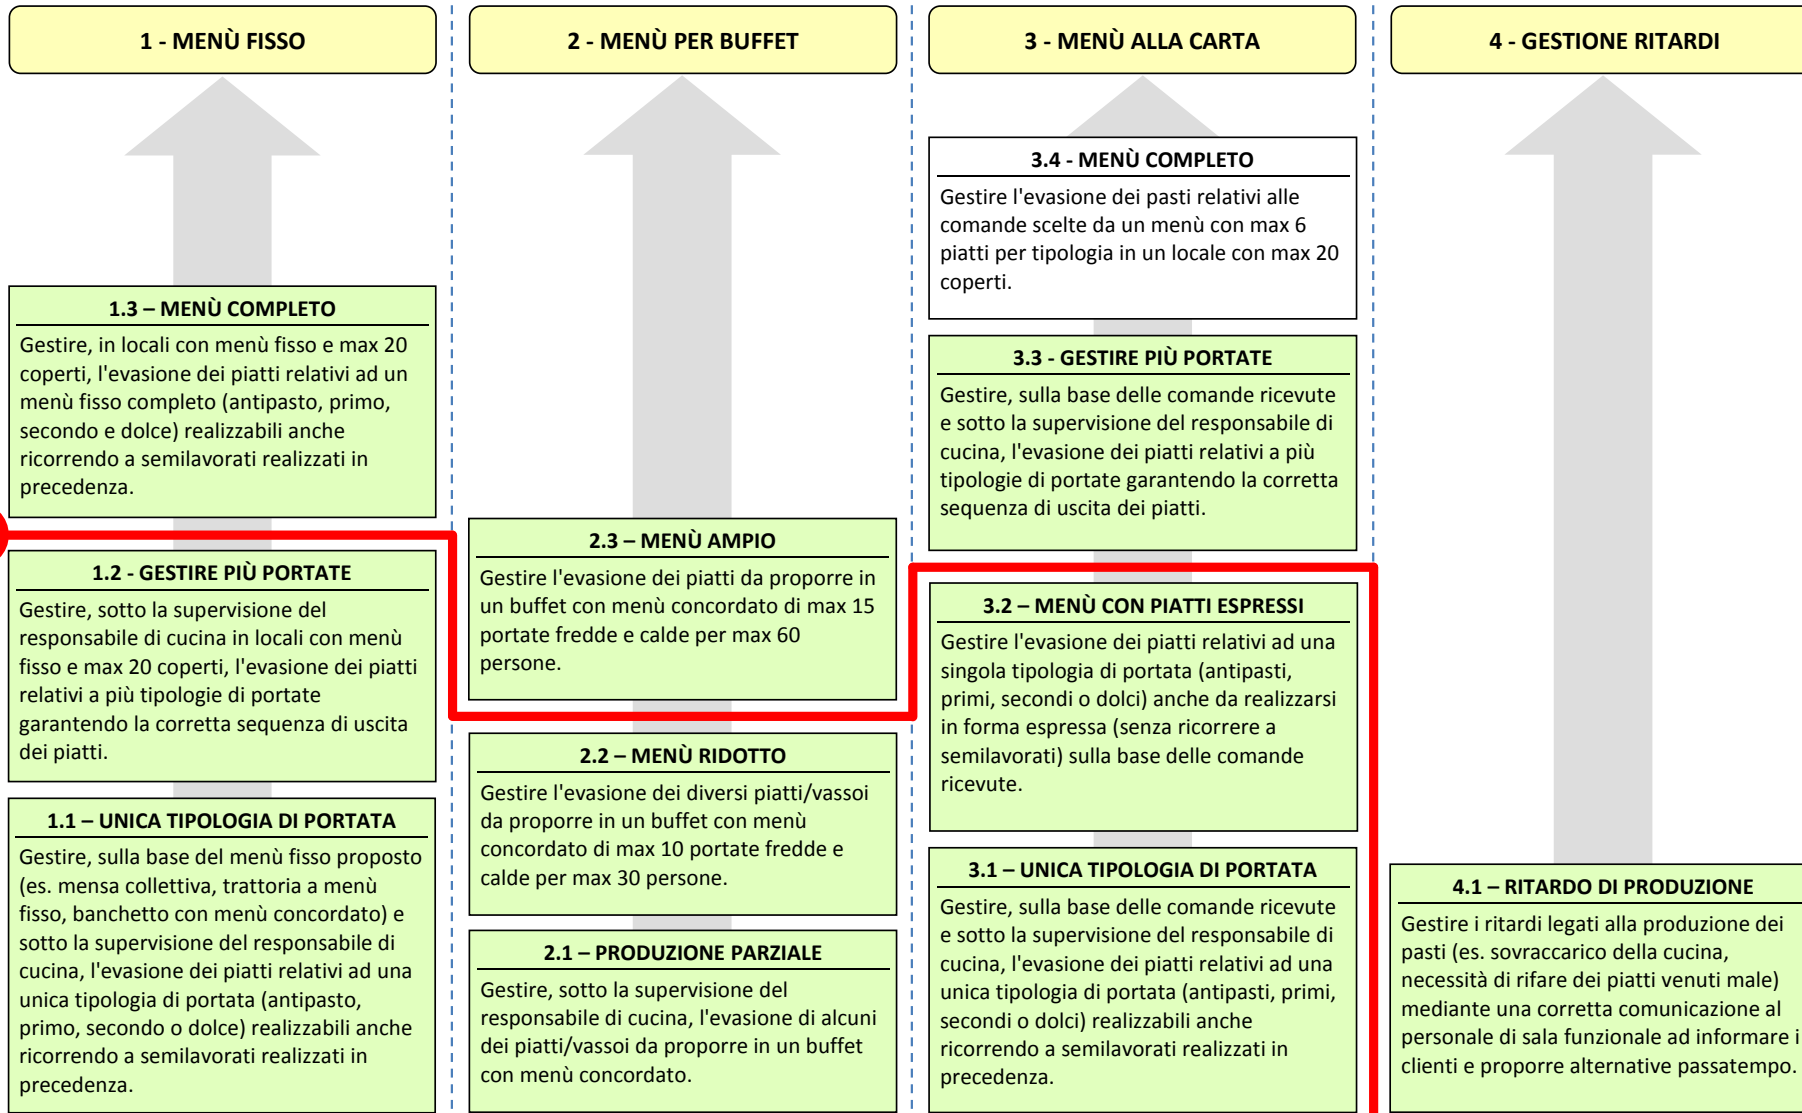 1 - MENÙ FISSO
2 - MENÙ PER BUFFET
3 - MENÙ ALLA CARTA
4 - GESTIONE RITARDI
1.3 – MENÙ COMPLETO
Gestire, in locali con menù fisso e max 20
coperti, l'evasione dei piatti relativi ad un
menù fisso completo (antipasto, primo,
secondo e dolce) realizzabili anche
ricorrendo a semilavorati realizzati in
precedenza.
1.2 - GESTIRE PIÙ PORTATE
Gestire, sotto la supervisione del
responsabile di cucina in locali con menù
fisso e max 20 coperti, l'evasione dei piatti
relativi a più tipologie di portate
garantendo la corretta sequenza di uscita
dei piatti.
1.1 – UNICA TIPOLOGIA DI PORTATA
Gestire, sulla base del menù fisso proposto
(es. mensa collettiva, trattoria a menù
fisso, banchetto con menù concordato) e
sotto la supervisione del responsabile di
cucina, l'evasione dei piatti relativi ad una
unica tipologia di portata (antipasto,
primo, secondo o dolce) realizzabili anche
ricorrendo a semilavorati realizzati in
precedenza.
2.3 – MENÙ AMPIO
Gestire l'evasione dei piatti da proporre in
un buffet con menù concordato di max 15
portate fredde e calde per max 60
persone.
2.2 – MENÙ RIDOTTO
Gestire l'evasione dei diversi piatti/vassoi
da proporre in un buffet con menù
concordato di max 10 portate fredde e
calde per max 30 persone.
2.1 – PRODUZIONE PARZIALE
Gestire, sotto la supervisione del
responsabile di cucina, l'evasione di alcuni
dei piatti/vassoi da proporre in un buffet
con menù concordato.
3.4 - MENÙ COMPLETO
Gestire l'evasione dei pasti relativi alle
comande scelte da un menù con max 6
piatti per tipologia in un locale con max 20
coperti.
3.3 - GESTIRE PIÙ PORTATE
Gestire, sulla base delle comande ricevute
e sotto la supervisione del responsabile di
cucina, l'evasione dei piatti relativi a più
tipologie di portate garantendo la corretta
sequenza di uscita dei piatti.
3.2 – MENÙ CON PIATTI ESPRESSI
Gestire l'evasione dei piatti relativi ad una
singola tipologia di portata (antipasti,
primi, secondi o dolci) anche da realizzarsi
in forma espressa (senza ricorrere a
semilavorati) sulla base delle comande
ricevute.
3.1 – UNICA TIPOLOGIA DI PORTATA
Gestire, sulla base delle comande ricevute
e sotto la supervisione del responsabile di
cucina, l'evasione dei piatti relativi ad una
unica tipologia di portata (antipasti, primi,
secondi o dolci) realizzabili anche
ricorrendo a semilavorati realizzati in
precedenza.
4.1 – RITARDO DI PRODUZIONE
Gestire i ritardi legati alla produzione dei
pasti (es. sovraccarico della cucina,
necessità di rifare dei piatti venuti male)
mediante una corretta comunicazione al
personale di sala funzionale ad informare i
clienti e proporre alternative passatempo.